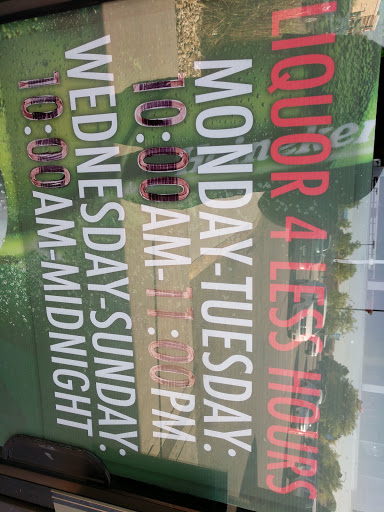 LIQUOR 4 LESS HOURS
MONDAY-TUESDAY:
10:00AM-11:00PM
WEDNESDAY-SUNDAY:
10:00AM-MIDNIGHT